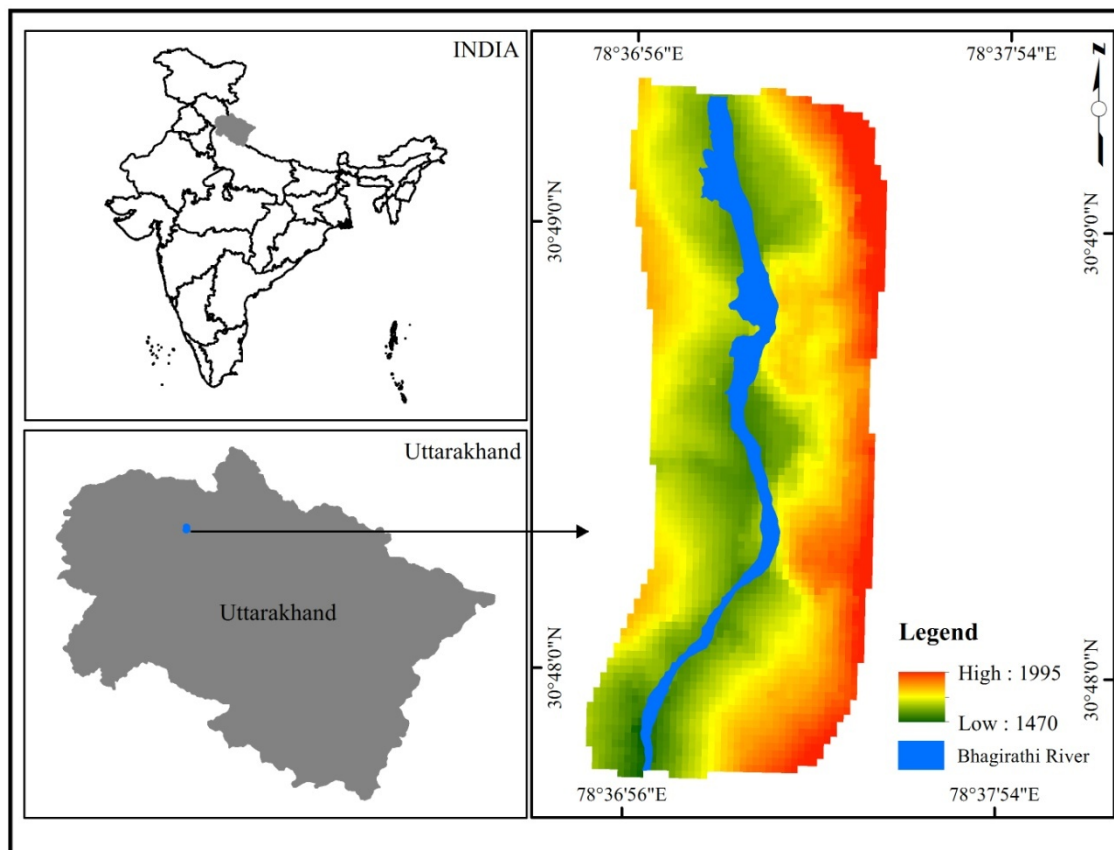 INDIA
Uttarakhand
Uttarakhand
78°36'56"E
78°37'54"E
N
30°49'0"N
30°49'0"N
30°48'0"N
30°48'0"N
Legend
High : 1995
Low : 1470
Bhagirathi River
78°36'56"E
78°37'54"E